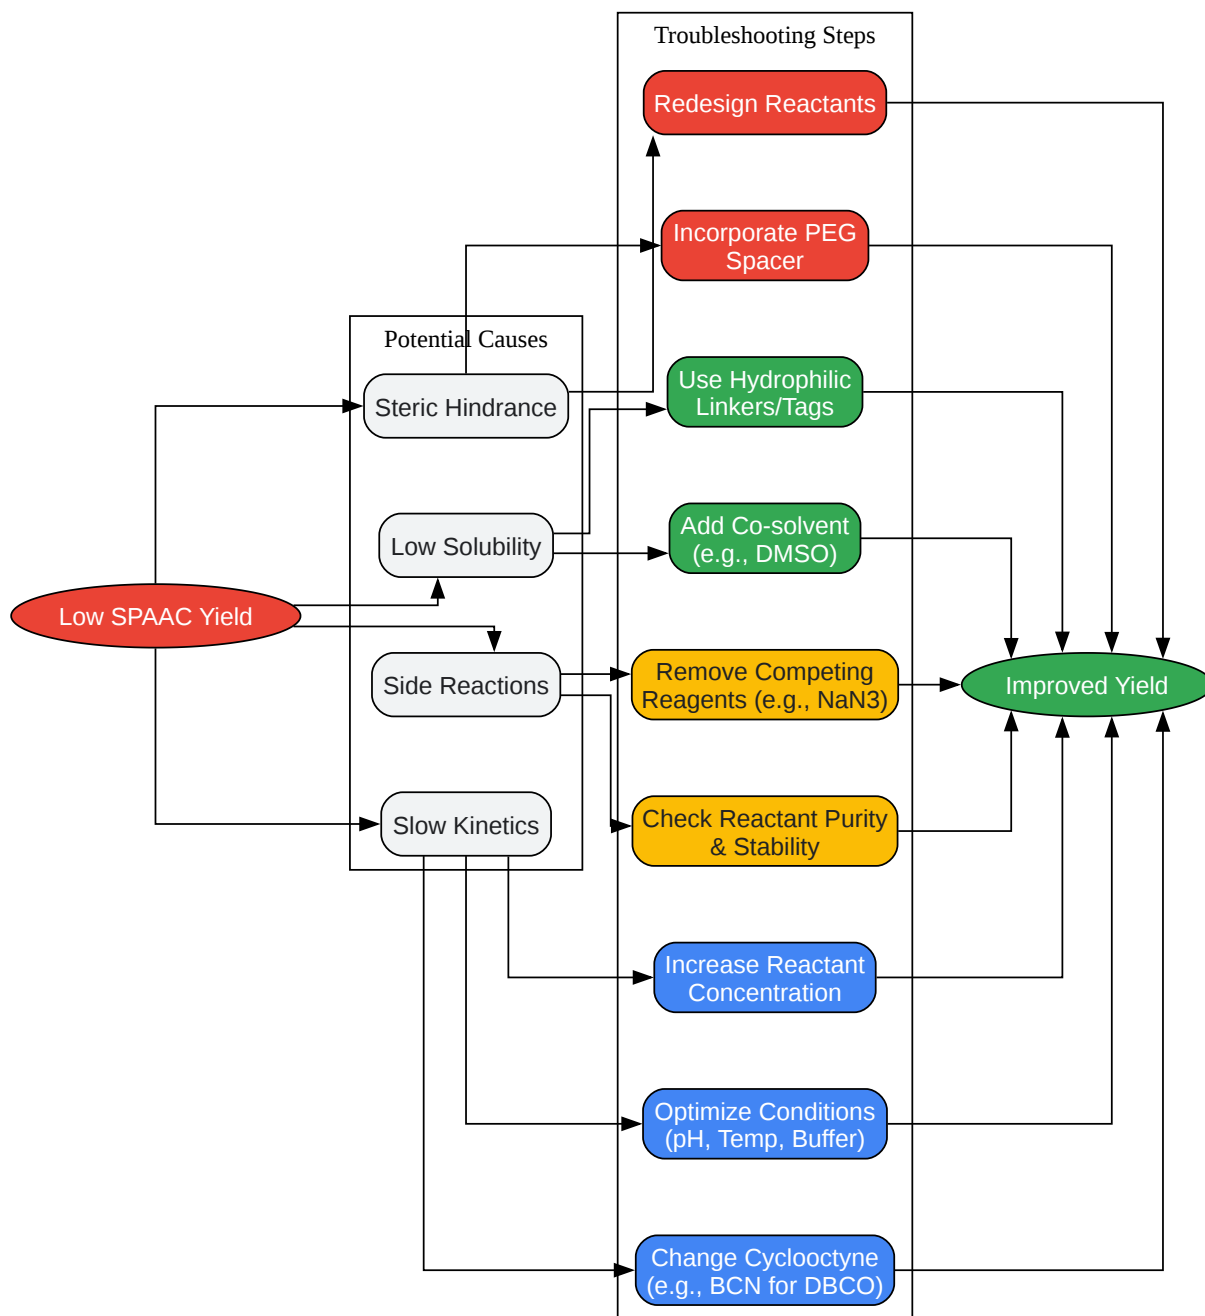 Troubleshooting Steps
Redesign Reactants
Incorporate PEG
Spacer
Potential Causes
Steric Hindrance
Use Hydrophilic
Linkers/Tags
Low Solubility
Add Co-solvent
(e.g., DMSO)
Low SPAAC Yield
Side Reactions
Remove Competing
Reagents (e.g., NaN3)
Improved Yield
Slow Kinetics
Check Reactant Purity
& Stability
Increase Reactant
Concentration
Optimize Conditions
(pH, Temp, Buffer)
Change Cyclooctyne
(e.g., BCN for DBCO)